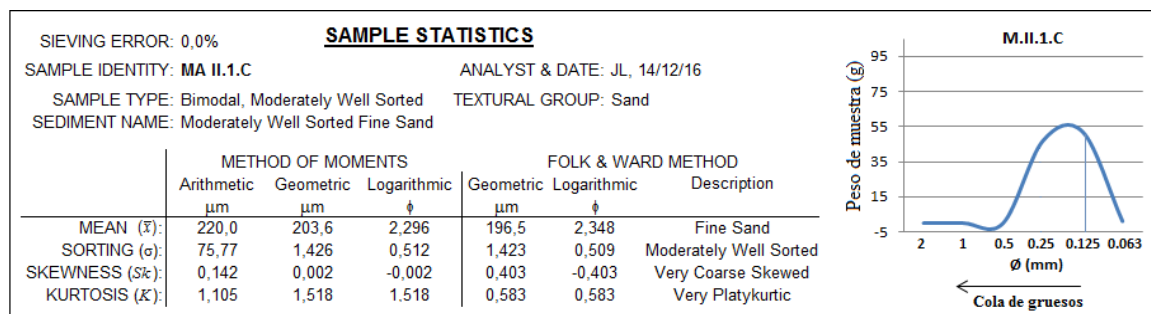 SAMPLE STATISTICS
SIEVING ERROR: 0,0%
SAMPLE IDENTITY: MA II.1.C ANALYST & DATE: JL, 14/12/16
SAMPLE TYPE: Bimodal, Moderately Well Sorted TEXTURAL GROUP: Sand
SEDIMENT NAME: Moderately Well Sorted Fine Sand
METHOD OF MOMENTS FOLK & WARD METHOD
Arithmetic Geometric Logarithmic Geometric Logarithmic Description
µm µm ϕ µm ϕ
MEAN (x̄): 220,0 203,6 2,296 196,5 2,348 Fine Sand
SORTING (σ): 75,77 1,426 0,512 1,423 0,509 Moderately Well Sorted
SKEWNESS (Sk): 0,142 0,002 -0,002 0,403 -0,403 Very Coarse Skewed
KURTOSIS (K): 1,105 1,518 1,518 0,583 0,583 Very Platykurtic
M.II.1.C
Peso de muestra (g)
95
75
55
35
15
-5
2 1 0.5 0.25 0.125 0.063
Ø (mm)
Cola de gruesos